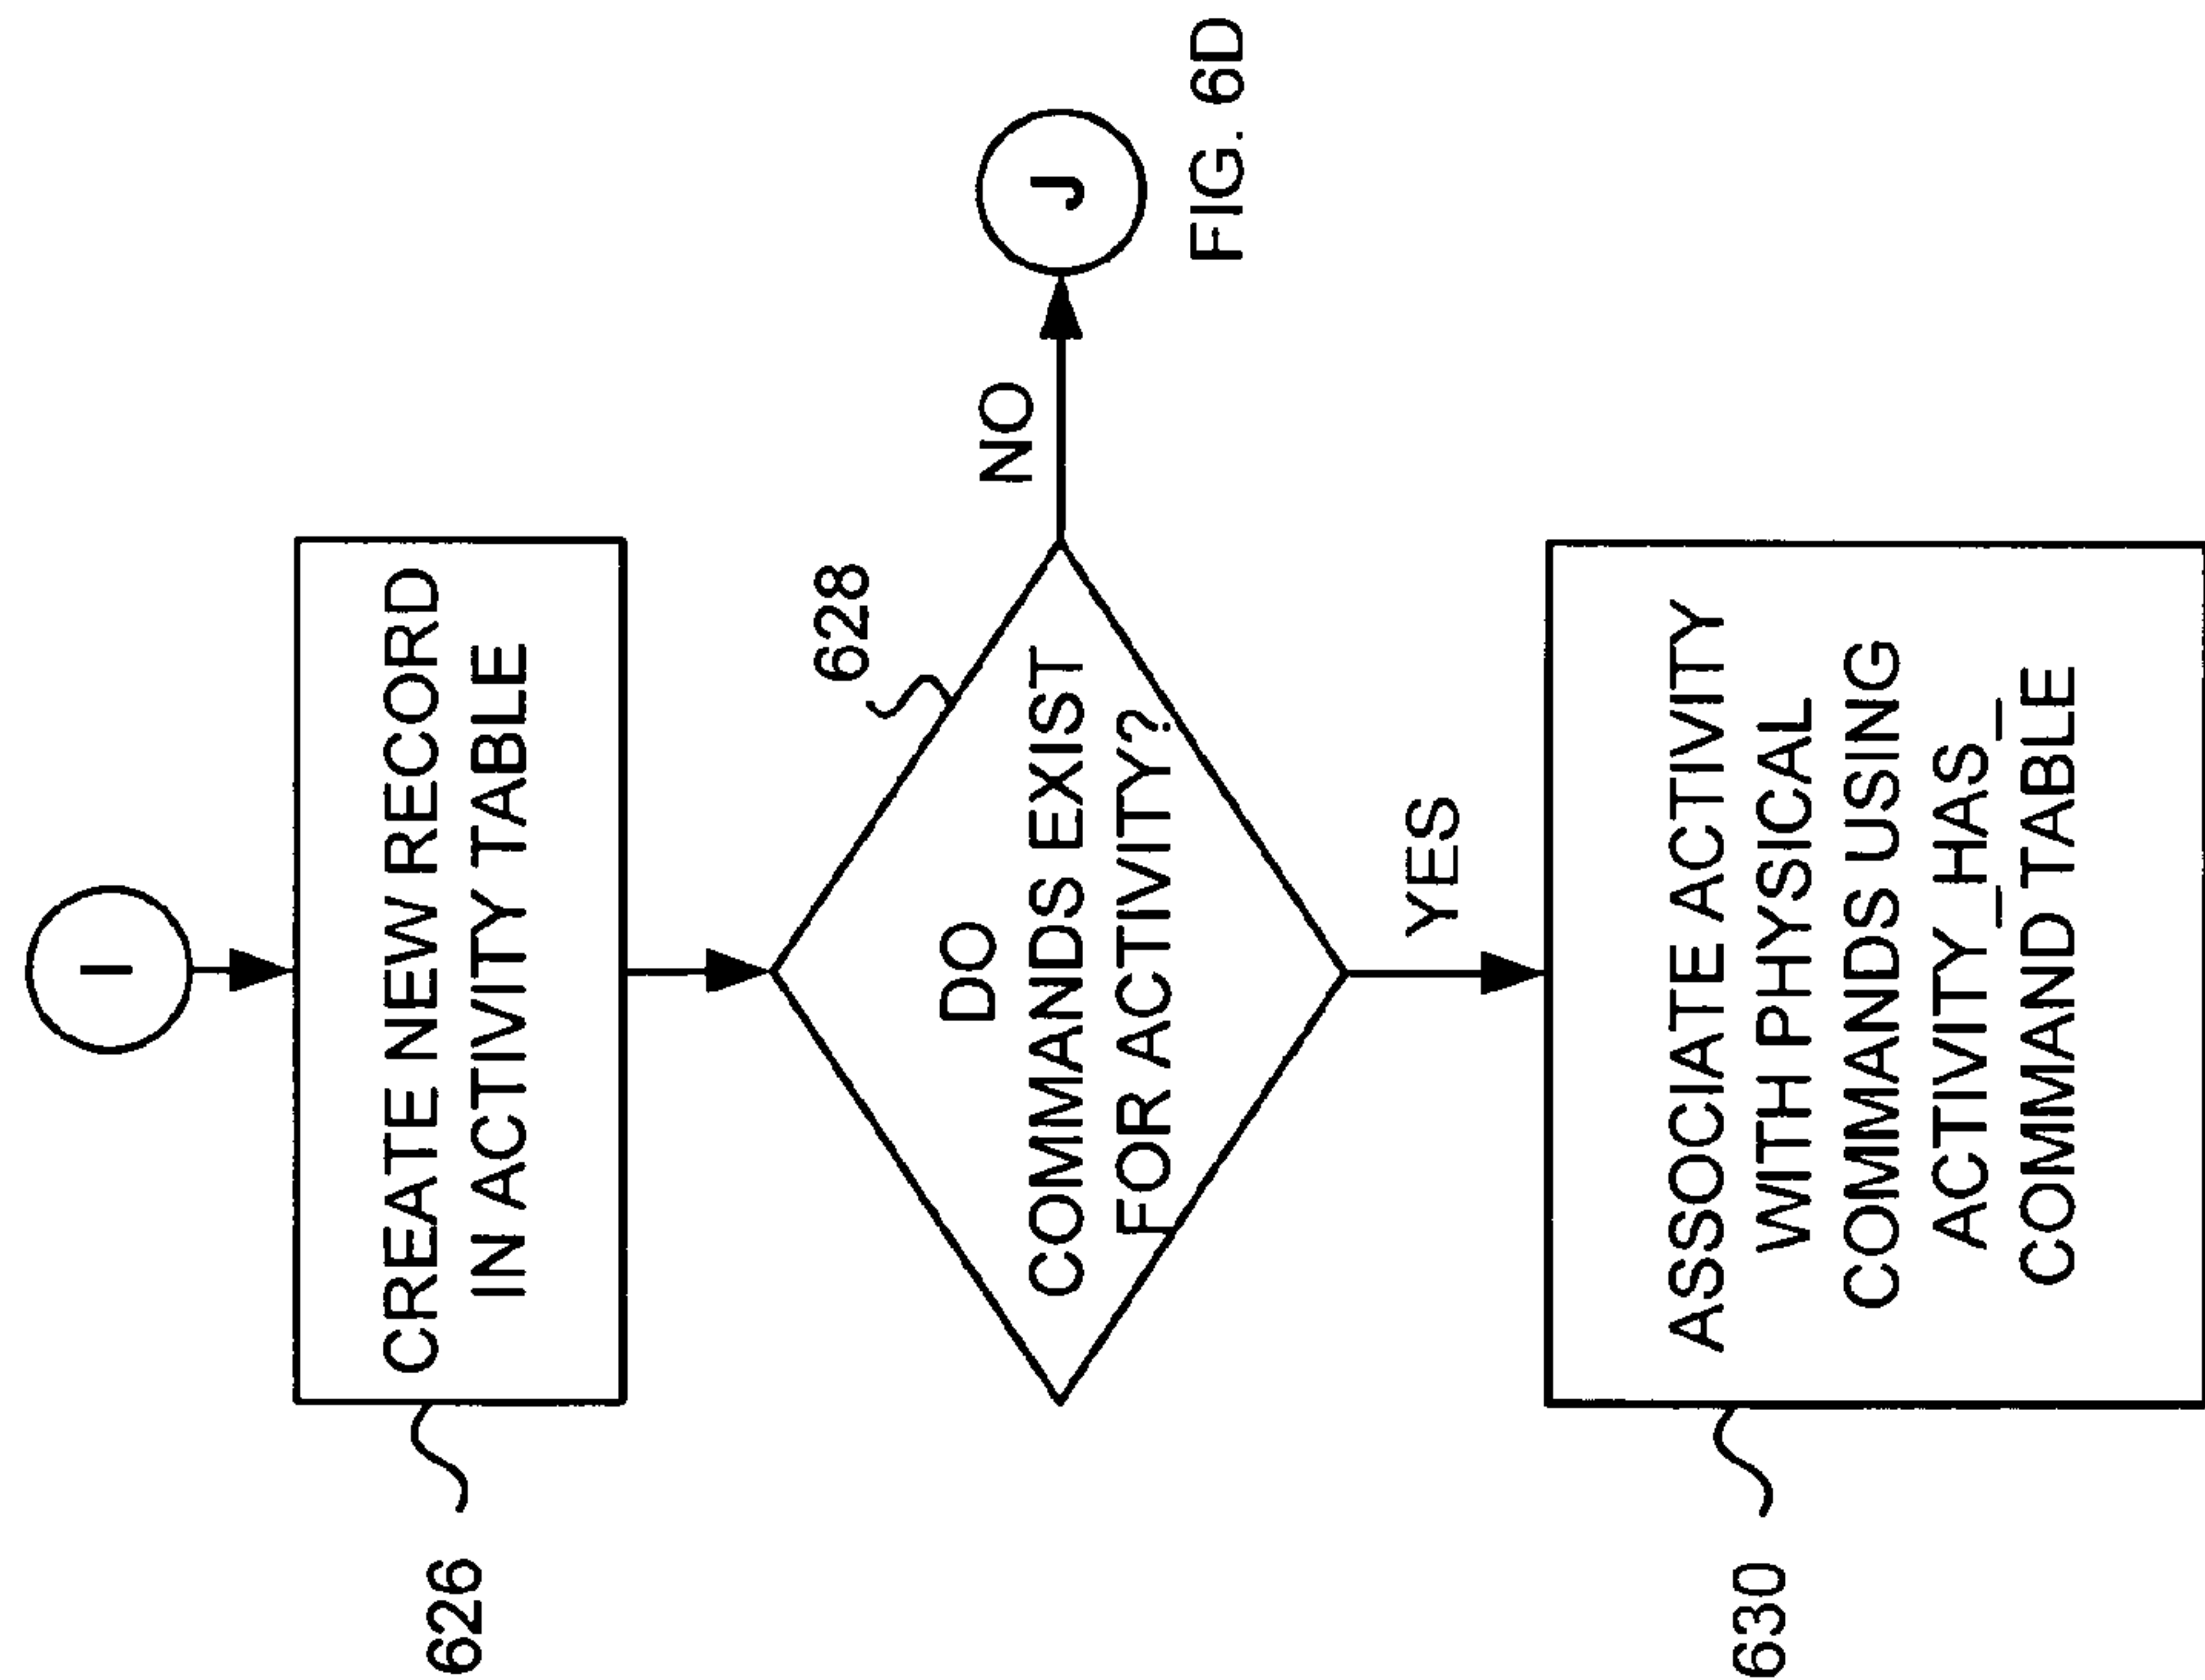 I
626
CREATE NEW RECORD
IN ACTIVITY TABLE
628
DO
COMMANDS EXIST
FOR ACTIVITY?
NO
J
FIG. 6D
YES
630
ASSOCIATE ACTIVITY
WITH PHYSICAL
COMMANDS USING
ACTIVITY_HAS_
COMMAND TABLE